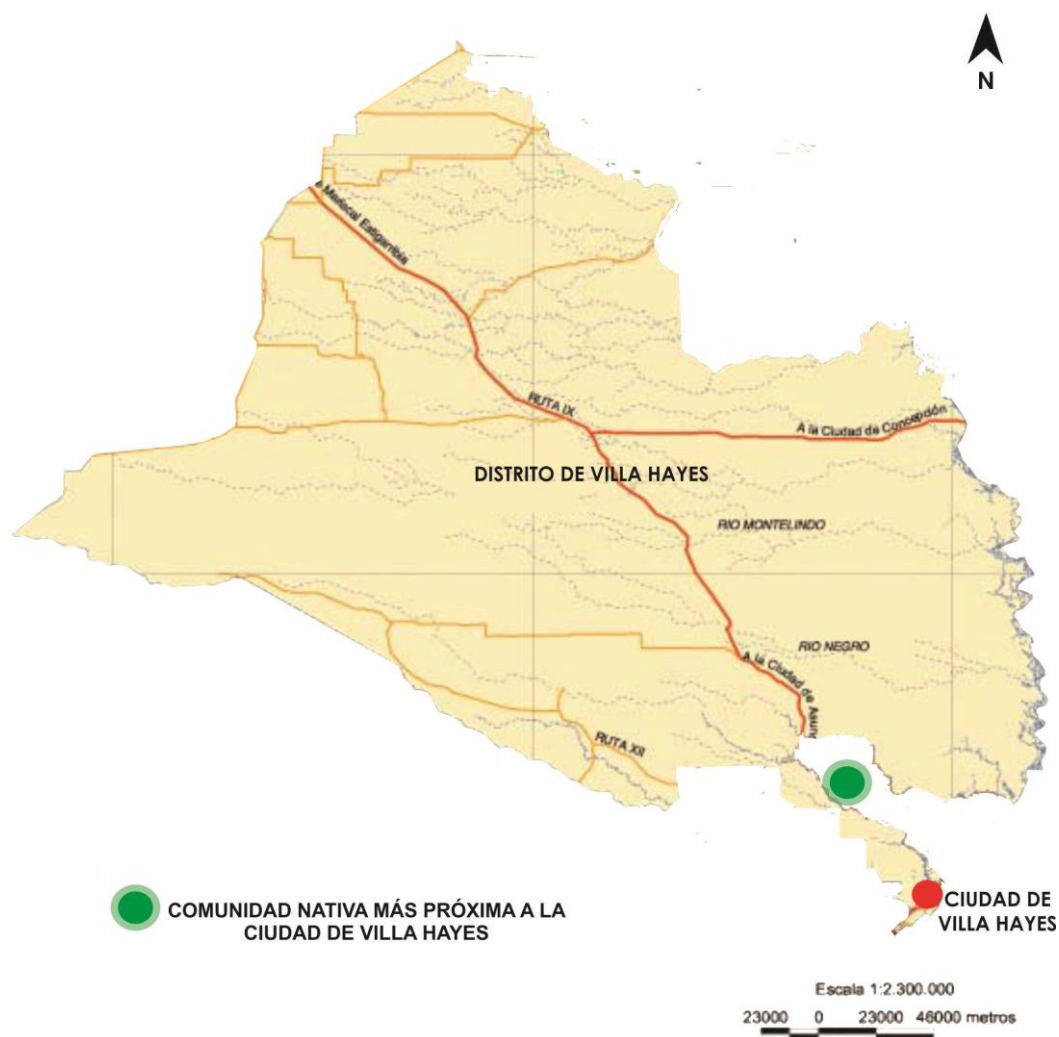 N
a Mariscal Estigarribia
RUTA IX
A la Ciudad de Concepción
DISTRITO DE VILLA HAYES
RIO MONTELINDO
RIO NEGRO
A la Ciudad de Asun
RUTA XII
COMUNIDAD NATIVA MÁS PRÓXIMA A LA
CIUDAD DE VILLA HAYES
CIUDAD DE
VILLA HAYES
Escala 1:2.300.000
23000 0 23000 46000 metros